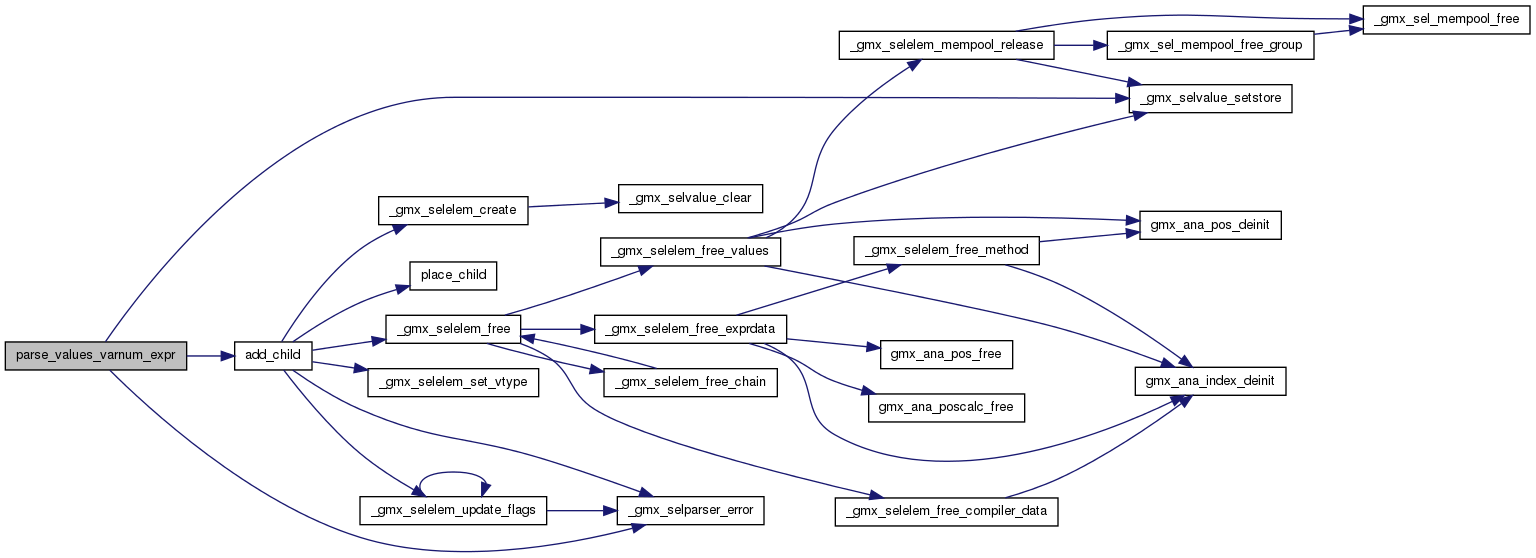 _gmx_sel_mempool_free
_gmx_selelem_mempool_release
_gmx_sel_mempool_free_group
_gmx_selvalue_setstore
_gmx_selvalue_clear
_gmx_selelem_create
gmx_ana_pos_deinit
_gmx_selelem_free_values
_gmx_selelem_free_method
place_child
_gmx_selelem_free
_gmx_selelem_free_exprdata
parse_values_varnum_expr
add_child
gmx_ana_pos_free
_gmx_selelem_set_vtype
_gmx_selelem_free_chain
gmx_ana_index_deinit
gmx_ana_poscalc_free
_gmx_selelem_update_flags
_gmx_selparser_error
_gmx_selelem_free_compiler_data